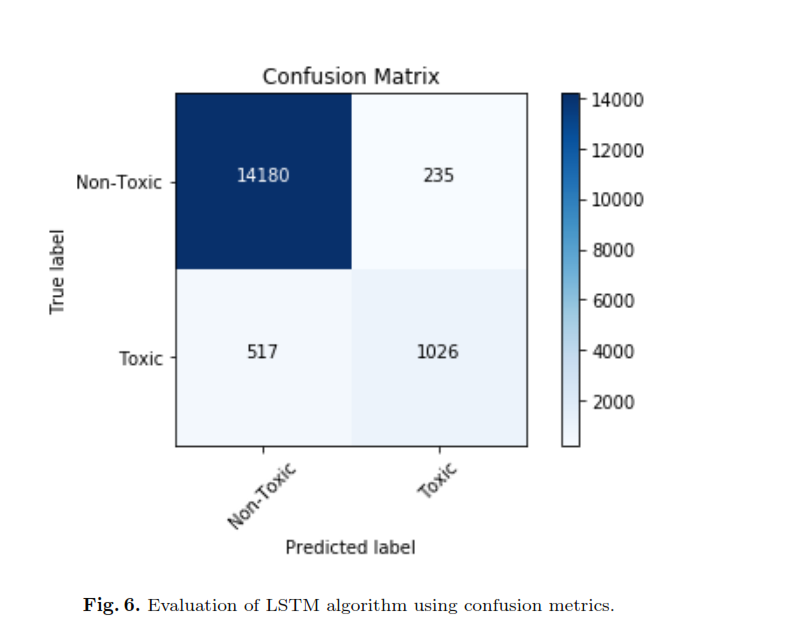 Confusion Matrix
True label
Non-Toxic
14180
235
Toxic
517
1026
Non-Toxic
Toxic
Predicted label
14000
12000
10000
8000
6000
4000
2000
Fig. 6. Evaluation of LSTM algorithm using confusion metrics.